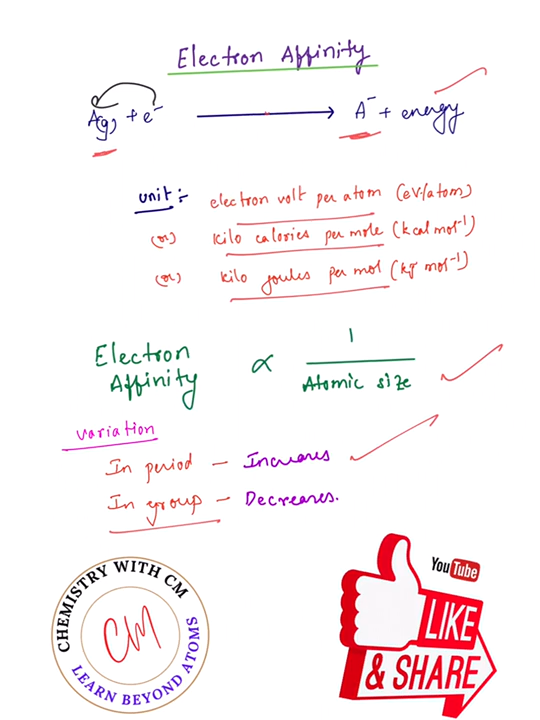 Electron Affinity
A(g) + e⁻ ⟶ A⁻ + energy
unit :- electron volt per atom (eV/atom)
(or) kilo calories per mole (kcal mol⁻¹)
(or) kilo joules per mol (kJ mol⁻¹)
Electron Affinity ∝ 1 / Atomic size
variation
In period – Increases
In group – Decreases.
CHEMISTRY WITH CM
CM
LEARN BEYOND ATOMS
YouTube
LIKE
& SHARE